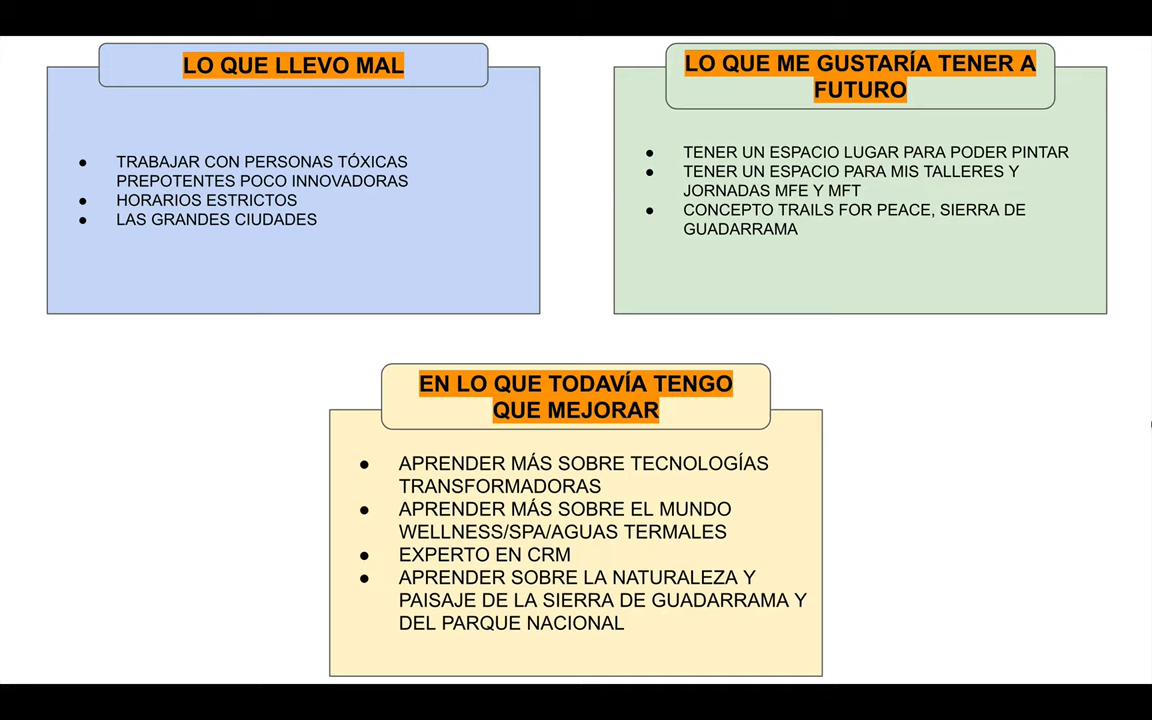 LO QUE LLEVO MAL
● TRABAJAR CON PERSONAS TÓXICAS
PREPOTENTES POCO INNOVADORAS
● HORARIOS ESTRICTOS
● LAS GRANDES CIUDADES
LO QUE ME GUSTARÍA TENER A
FUTURO
● TENER UN ESPACIO LUGAR PARA PODER PINTAR
● TENER UN ESPACIO PARA MIS TALLERES Y
JORNADAS MFE Y MFT
● CONCEPTO TRAILS FOR PEACE, SIERRA DE
GUADARRAMA
EN LO QUE TODAVÍA TENGO
QUE MEJORAR
● APRENDER MÁS SOBRE TECNOLOGÍAS
TRANSFORMADORAS
● APRENDER MÁS SOBRE EL MUNDO
WELLNESS/SPA/AGUAS TERMALES
● EXPERTO EN CRM
● APRENDER SOBRE LA NATURALEZA Y
PAISAJE DE LA SIERRA DE GUADARRAMA Y
DEL PARQUE NACIONAL